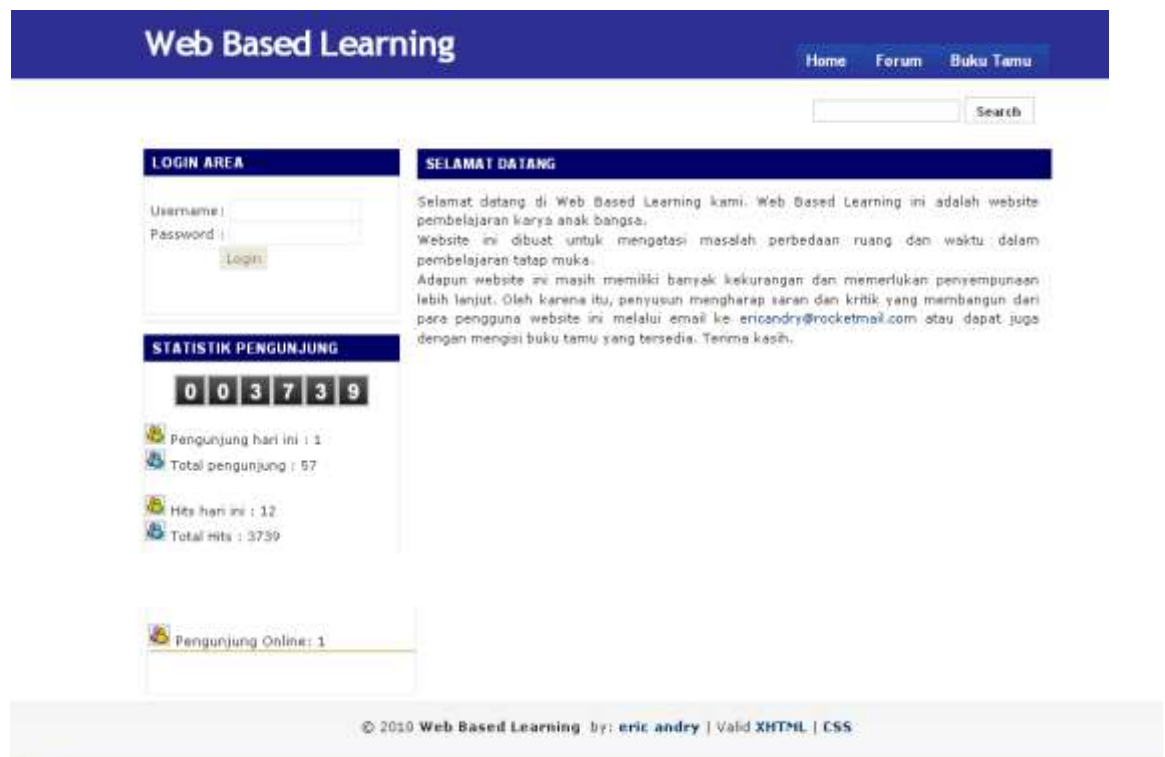 Web Based Learning
Home Forum Buku Tamu
Search
LOGIN AREA
Username :
Password :
Login
STATISTIK PENGUNJUNG
0 0 3 7 3 9
Pengunjung hari ini : 1
Total pengunjung : 57
Hits hari ini : 12
Total Hits : 3739
Pengunjung Online: 1
SELAMAT DATANG
Selamat datang di Web Based Learning kami. Web Based Learning ini adalah website
pembelajaran karya anak bangsa.
Website ini dibuat untuk mengatasi masalah perbedaan ruang dan waktu dalam
pembelajaran tatap muka.
Adapun website ini masih memiliki banyak kekurangan dan memerlukan penyempunaan
lebih lanjut. Oleh karena itu, penyusun mengharap saran dan kritik yang membangun dari
para pengguna website ini melalui email ke ericandry@rocketmail.com atau dapat juga
dengan mengisi buku tamu yang tersedia. Terima kasih.
© 2010 Web Based Learning by: eric andry | Valid XHTML | CSS